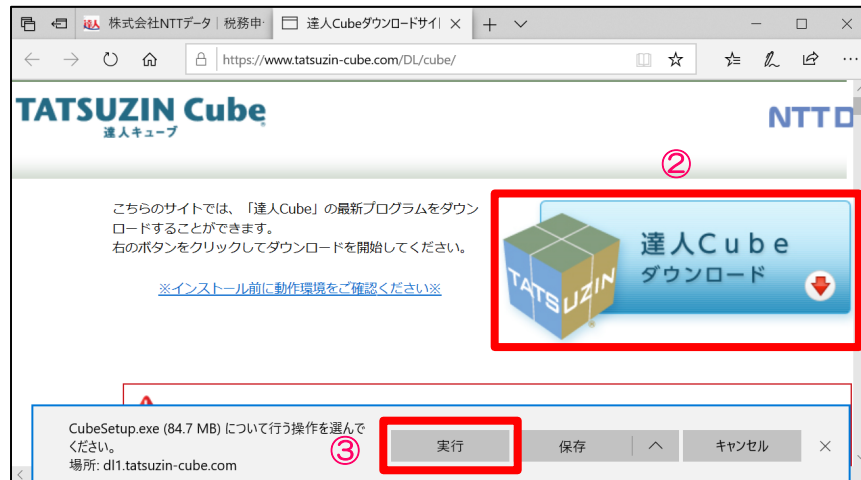 株式会社NTTデータ | 税務申
達人Cubeダウンロードサイ
https://www.tatsuzin-cube.com/DL/cube/
TATSUZIN Cube
達人キューブ
NTT D
②
こちらのサイトでは、「達人Cube」の最新プログラムをダウン
ロードすることができます。
右のボタンをクリックしてダウンロードを開始してください。
※インストール前に動作環境をご確認ください※
TATSUZIN
達人Cube
ダウンロード
CubeSetup.exe (84.7 MB) について行う操作を選んで
ください。
場所: dl1.tatsuzin-cube.com
③
実行
保存
キャンセル